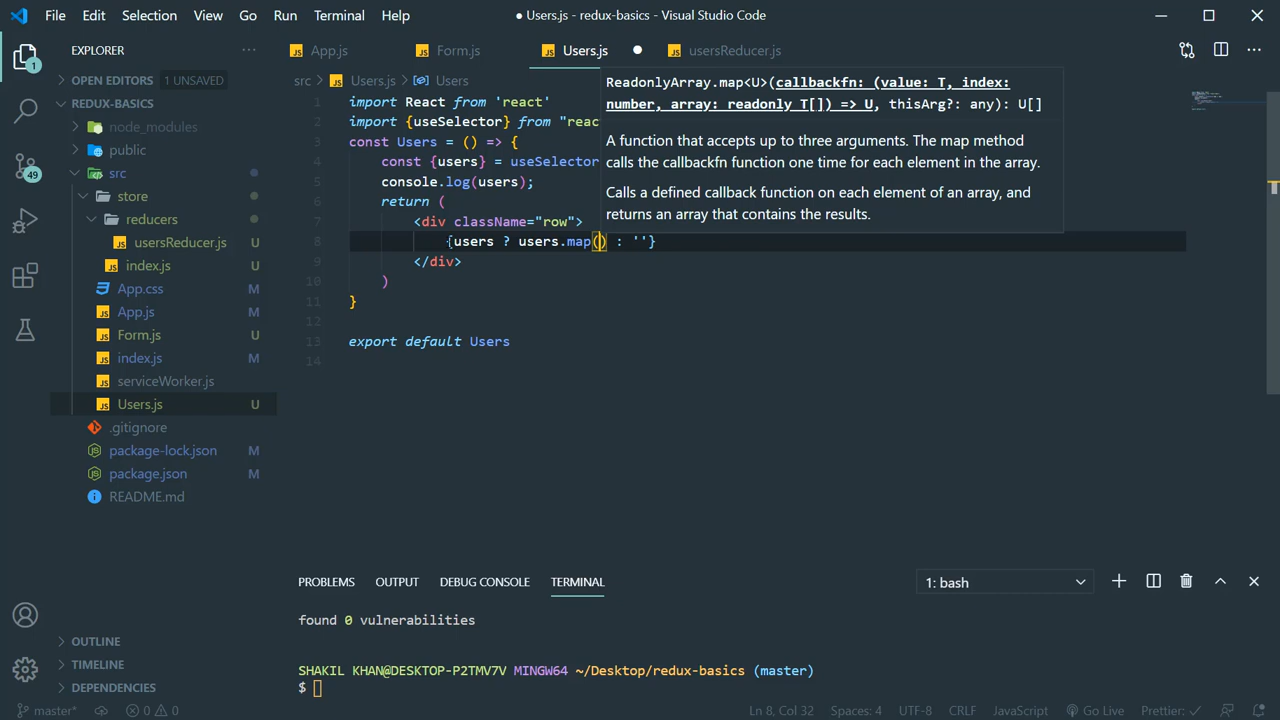 File Edit Selection View Go Run Terminal Help
● Users.js - redux-basics - Visual Studio Code
EXPLORER
OPEN EDITORS 1 UNSAVED
REDUX-BASICS
node_modules
public
src
store
reducers
usersReducer.js U
index.js U
App.css M
App.js M
Form.js U
index.js M
serviceWorker.js
Users.js U
.gitignore
package-lock.json M
package.json M
README.md
OUTLINE
TIMELINE
DEPENDENCIES
1
49
App.js Form.js Users.js usersReducer.js
src > Users.js > Users
1 import React from 'react'
2 import {useSelector} from "reac
3 const Users = () => {
4 const {users} = useSelector
5 console.log(users);
6 return (
7 <div className="row">
8 {users ? users.map() : ''}
9 </div>
10 )
11 }
12
13 export default Users
14
ReadonlyArray.map<U>(callbackfn: (value: T, index:
number, array: readonly T[]) => U, thisArg?: any): U[]
A function that accepts up to three arguments. The map method
calls the callbackfn function one time for each element in the array.
Calls a defined callback function on each element of an array, and
returns an array that contains the results.
PROBLEMS OUTPUT DEBUG CONSOLE TERMINAL
1: bash
found 0 vulnerabilities
SHAKIL KHAN@DESKTOP-P2TMV7V MINGW64 ~/Desktop/redux-basics (master)
$
master* 0 0 Ln 8, Col 32 Spaces: 4 UTF-8 CRLF JavaScript Go Live Prettier: ✓